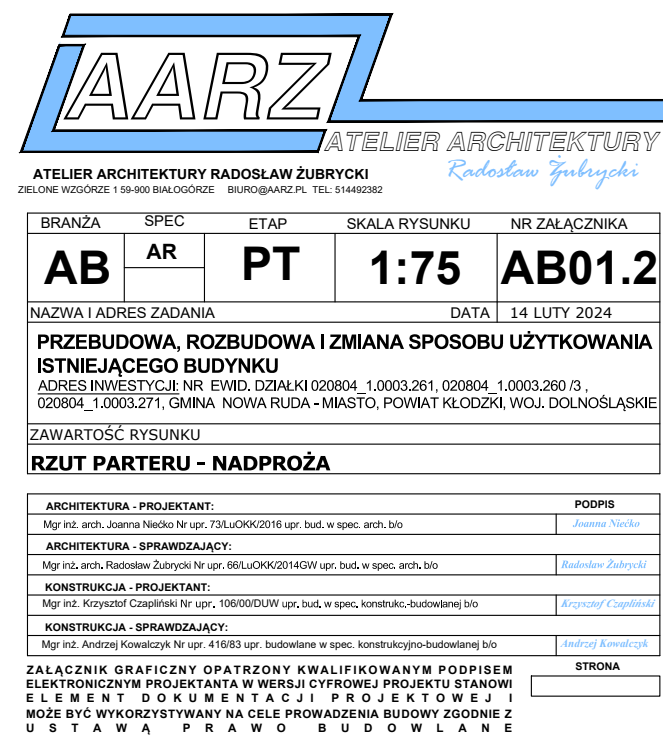 AARZ
ATELIER ARCHITEKTURY
Radosław Żubrycki
ATELIER ARCHITEKTURY RADOSŁAW ŻUBRYCKI
ZIELONE WZGÓRZE 1 59-900 BIAŁOGÓRZE BIURO@AARZ.PL TEL: 514492382
BRANŻA SPEC ETAP SKALA RYSUNKU NR ZAŁĄCZNIKA
AB AR PT 1:75 AB01.2
NAZWA I ADRES ZADANIA DATA 14 LUTY 2024
PRZEBUDOWA, ROZBUDOWA I ZMIANA SPOSOBU UŻYTKOWANIA
ISTNIEJĄCEGO BUDYNKU
ADRES INWESTYCJI: NR EWID. DZIAŁKI 020804_1.0003.261, 020804_1.0003.260 /3 ,
020804_1.0003.271, GMINA NOWA RUDA - MIASTO, POWIAT KŁODZKI, WOJ. DOLNOŚLĄSKIE
ZAWARTOŚĆ RYSUNKU
RZUT PARTERU - NADPROŻA
ARCHITEKTURA - PROJEKTANT: PODPIS
Mgr inż. arch. Joanna Niećko Nr upr. 73/LuOKK/2016 upr. bud. w spec. arch. b/o Joanna Niećko
ARCHITEKTURA - SPRAWDZAJĄCY:
Mgr inż. arch. Radosław Żubrycki Nr upr. 66/LuOKK/2014GW upr. bud. w spec. arch. b/o Radosław Żubrycki
KONSTRUKCJA - PROJEKTANT:
Mgr inż. Krzysztof Czapliński Nr upr. 106/00/DUW upr. bud. w spec. konstrukc.-budowlanej b/o Krzysztof Czapliński
KONSTRUKCJA - SPRAWDZAJĄCY:
Mgr inż. Andrzej Kowalczyk Nr upr. 416/83 upr. budowlane w spec. konstrukcyjno-budowlanej b/o Andrzej Kowalczyk
ZAŁĄCZNIK GRAFICZNY OPATRZONY KWALIFIKOWANYM PODPISEM STRONA
ELEKTRONICZNYM PROJEKTANTA W WERSJI CYFROWEJ PROJEKTU STANOWI
ELEMENT DOKUMENTACJI PROJEKTOWEJ I
MOŻE BYĆ WYKORZYSTYWANY NA CELE PROWADZENIA BUDOWY ZGODNIE Z
USTAWĄ PRAWO BUDOWLANE